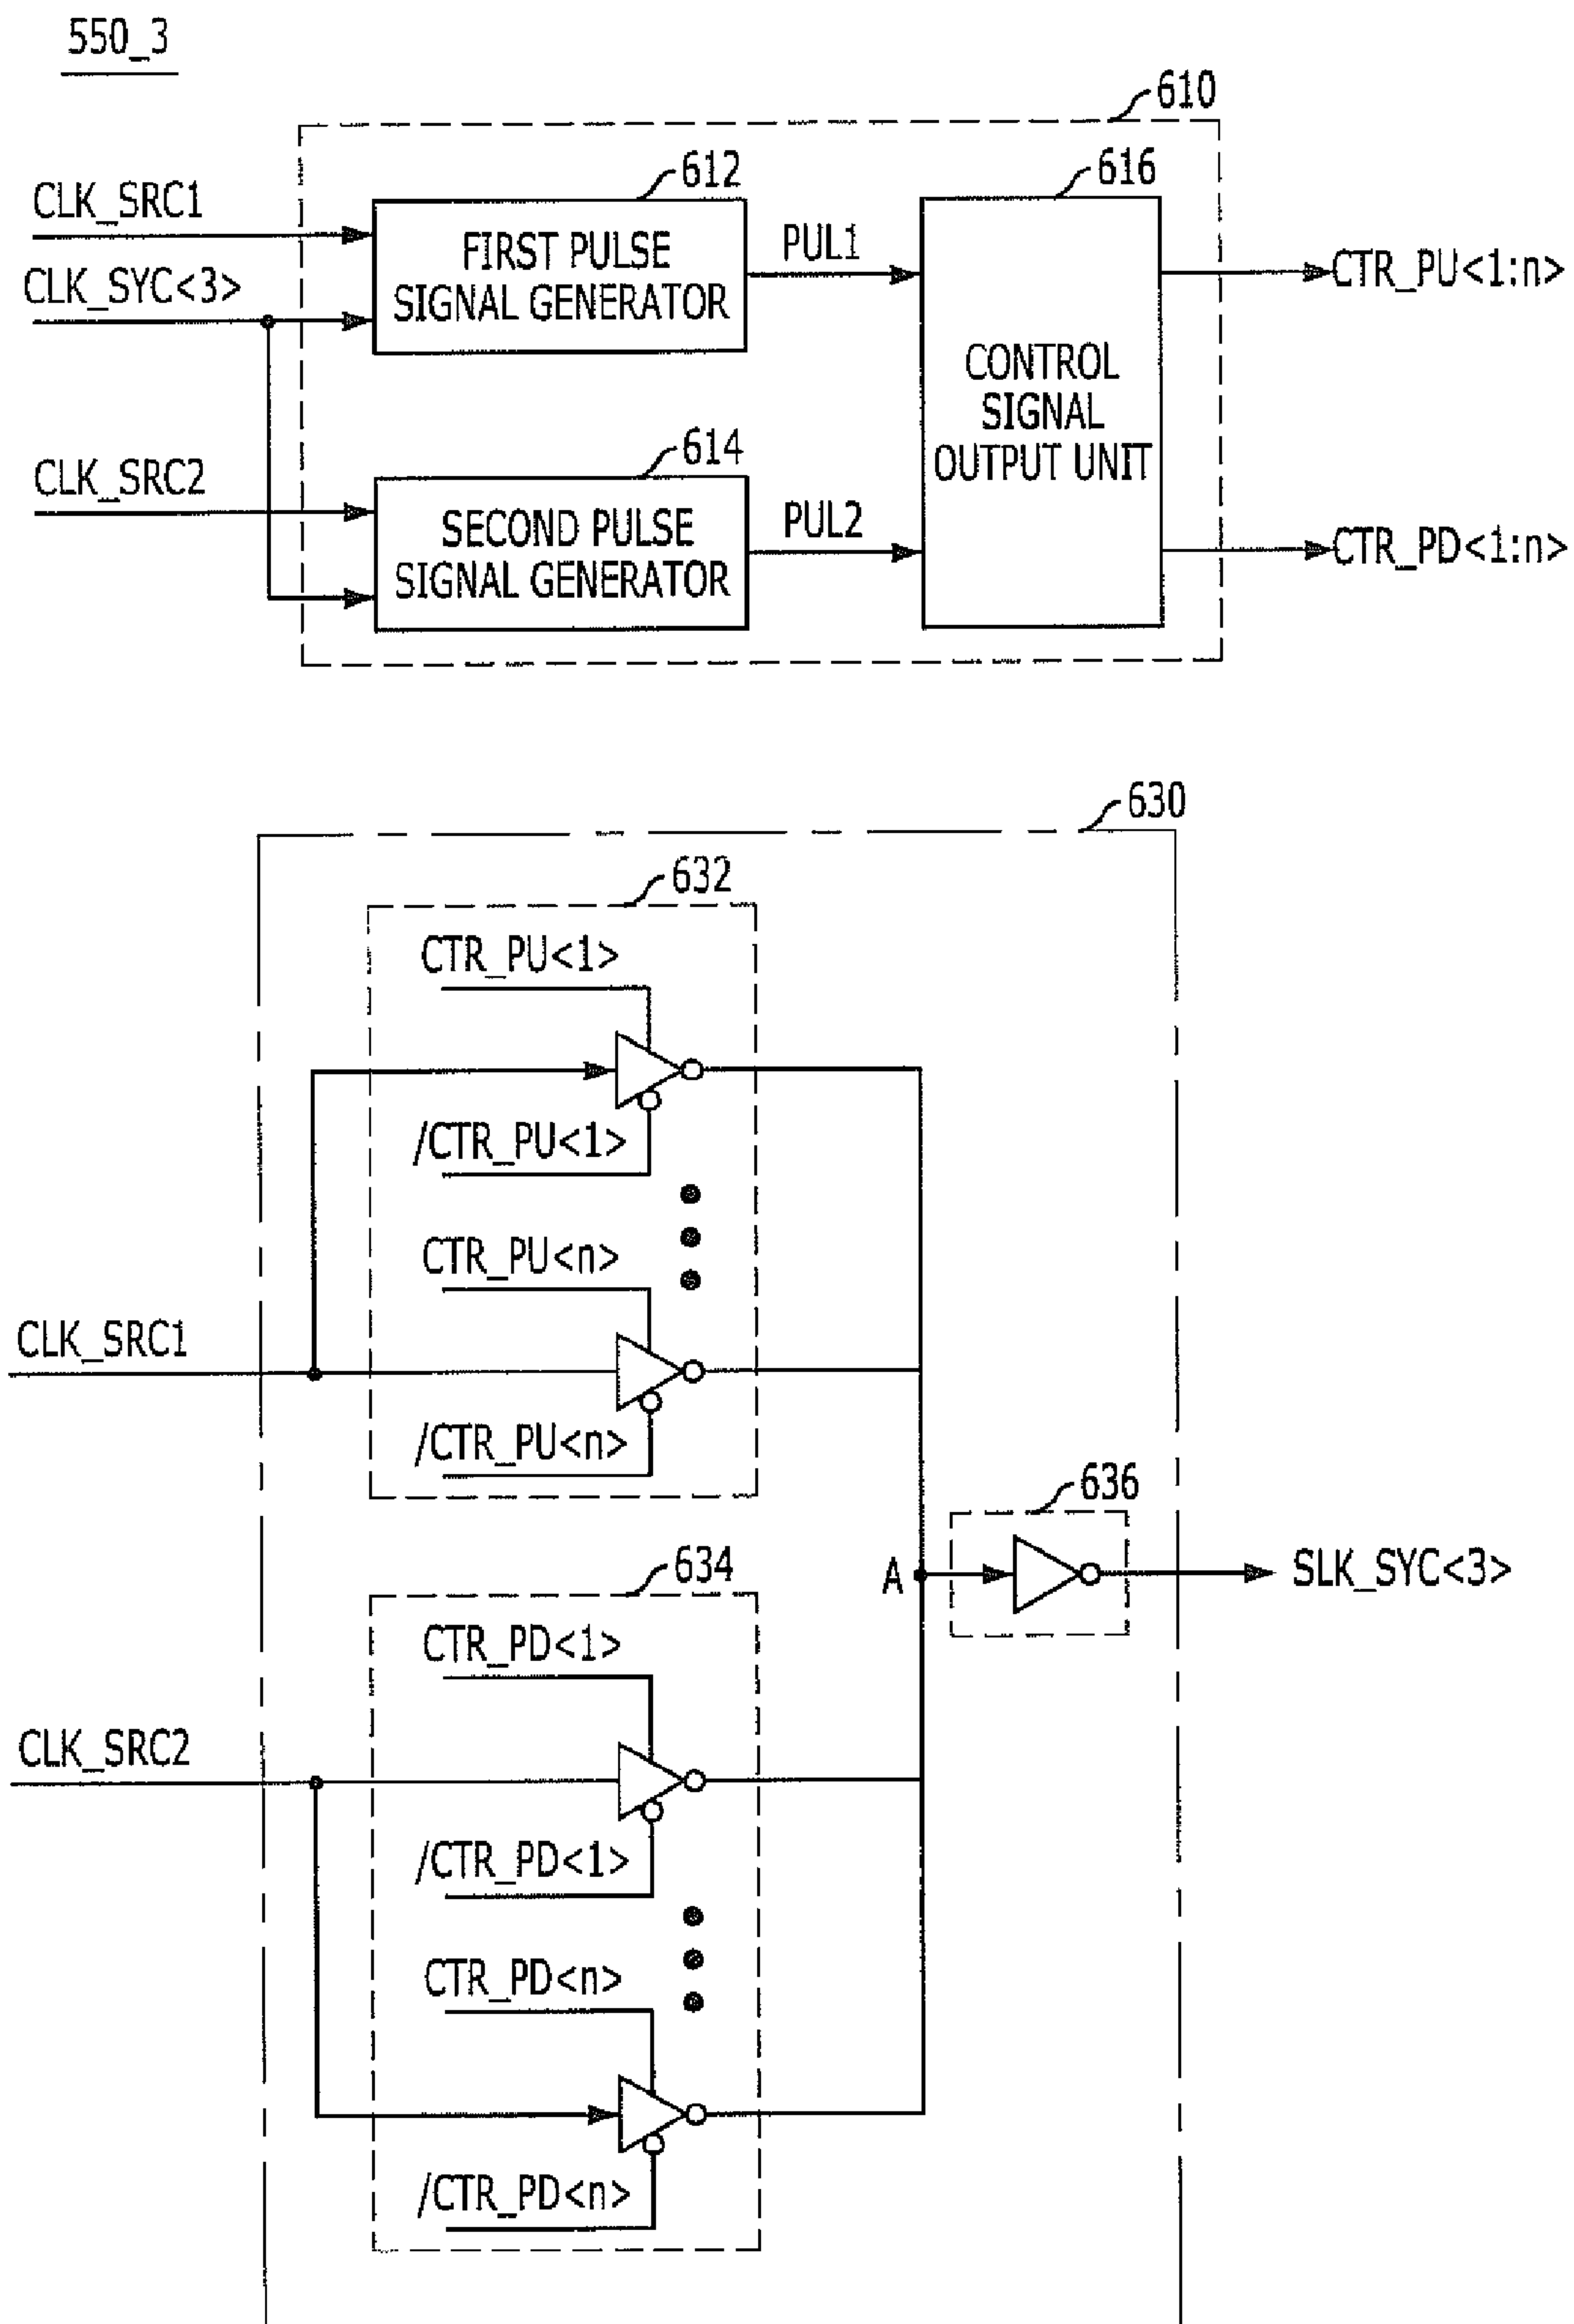 550_3
610
612
616
CLK_SRC1
FIRST PULSE
SIGNAL GENERATOR
PUL1
CTR_PU<1:n>
CLK_SYC<3>
CONTROL
SIGNAL
OUTPUT UNIT
614
CLK_SRC2
SECOND PULSE
SIGNAL GENERATOR
PUL2
CTR_PD<1:n>
630
632
CTR_PU<1>
/CTR_PU<1>
CTR_PU<n>
CLK_SRC1
/CTR_PU<n>
636
A
SLK_SYC<3>
634
CTR_PD<1>
CLK_SRC2
/CTR_PD<1>
CTR_PD<n>
/CTR_PD<n>